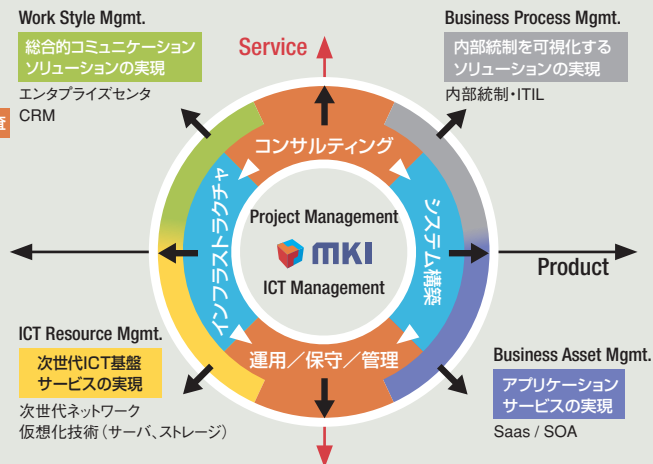 Work Style Mgmt.
総合的コミュニケーション
ソリューションの実現
エンタプライズセンタ
CRM
Service
Business Process Mgmt.
内部統制を可視化する
ソリューションの実現
内部統制・ITIL
査
コンサルティング
インフラストラクチャ
システム構築
Project Management
MKI
ICT Management
Product
運用／保守／管理
ICT Resource Mgmt.
次世代ICT基盤
サービスの実現
次世代ネットワーク
仮想化技術（サーバ、ストレージ）
Business Asset Mgmt.
アプリケーション
サービスの実現
Saas / SOA